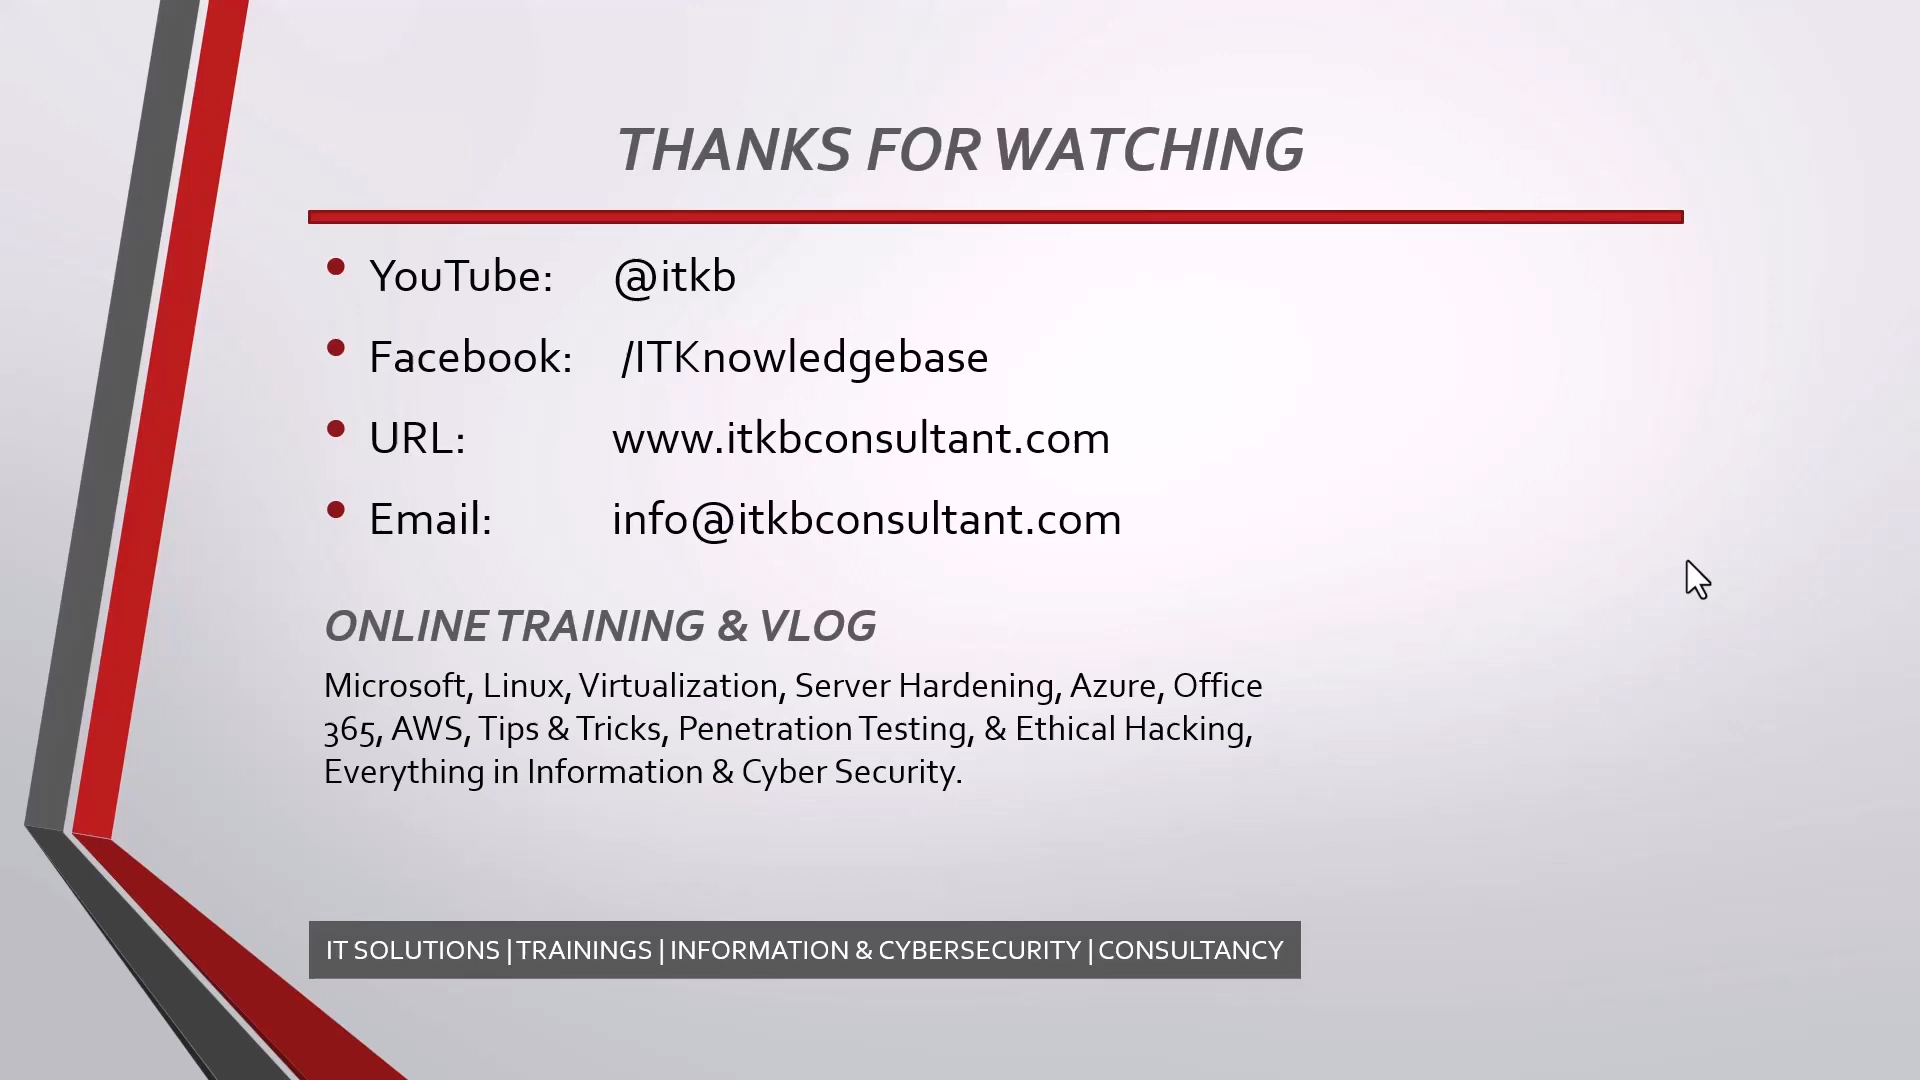 THANKS FOR WATCHING
• YouTube: @itkb
• Facebook: /ITKnowledgebase
• URL: www.itkbconsultant.com
• Email: info@itkbconsultant.com
ONLINE TRAINING & VLOG
Microsoft, Linux, Virtualization, Server Hardening, Azure, Office
365, AWS, Tips & Tricks, Penetration Testing, & Ethical Hacking,
Everything in Information & Cyber Security.
IT SOLUTIONS | TRAININGS | INFORMATION & CYBERSECURITY | CONSULTANCY